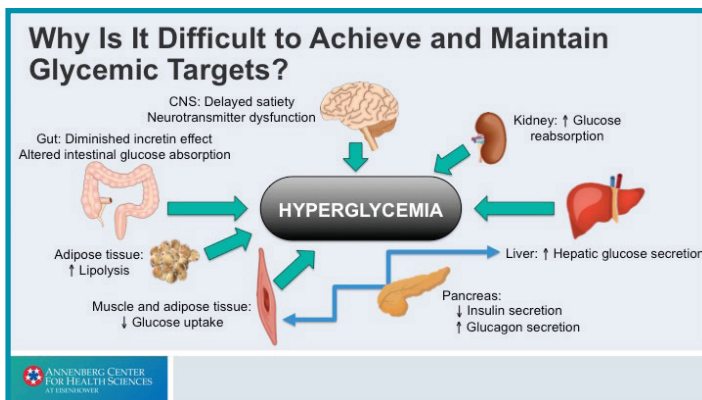 Why Is It Difficult to Achieve and Maintain
Glycemic Targets?
CNS: Delayed satiety
Neurotransmitter dysfunction
Kidney: ↑ Glucose
reabsorption
Gut: Diminished incretin effect
Altered intestinal glucose absorption
HYPERGLYCEMIA
Adipose tissue:
↑ Lipolysis
Liver: ↑ Hepatic glucose secretion
Muscle and adipose tissue:
↓ Glucose uptake
Pancreas:
↓ Insulin secretion
↑ Glucagon secretion
ANNENBERG CENTER
FOR HEALTH SCIENCES
AT EISENHOWER